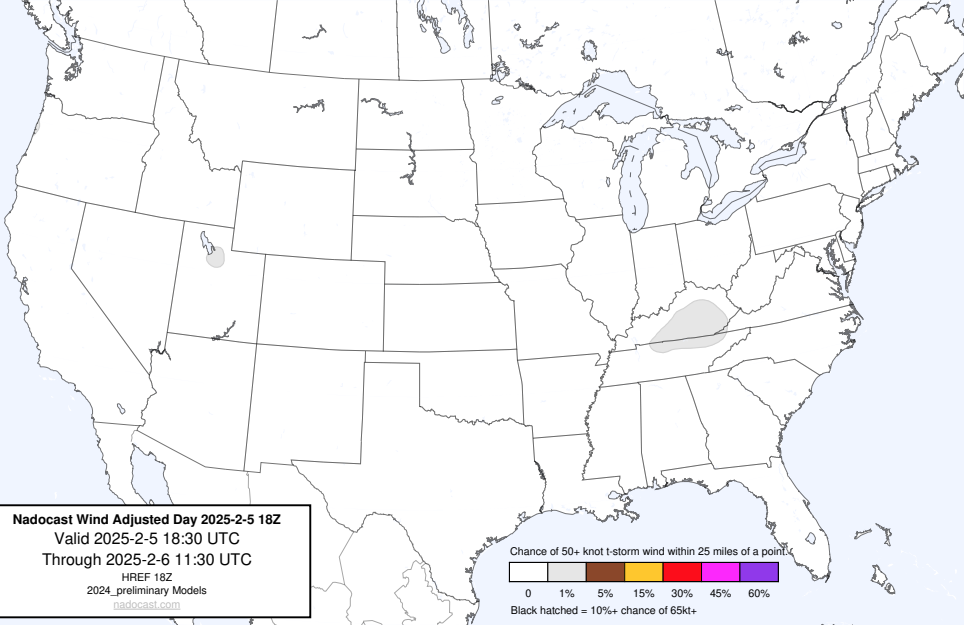 Nadocast Wind Adjusted Day 2025-2-5 18Z
Valid 2025-2-5 18:30 UTC
Through 2025-2-6 11:30 UTC
HREF 18Z
2024_preliminary Models
nadocast.com
Chance of 50+ knot t-storm wind within 25 miles of a point.
0 1% 5% 15% 30% 45% 60%
Black hatched = 10%+ chance of 65kt+